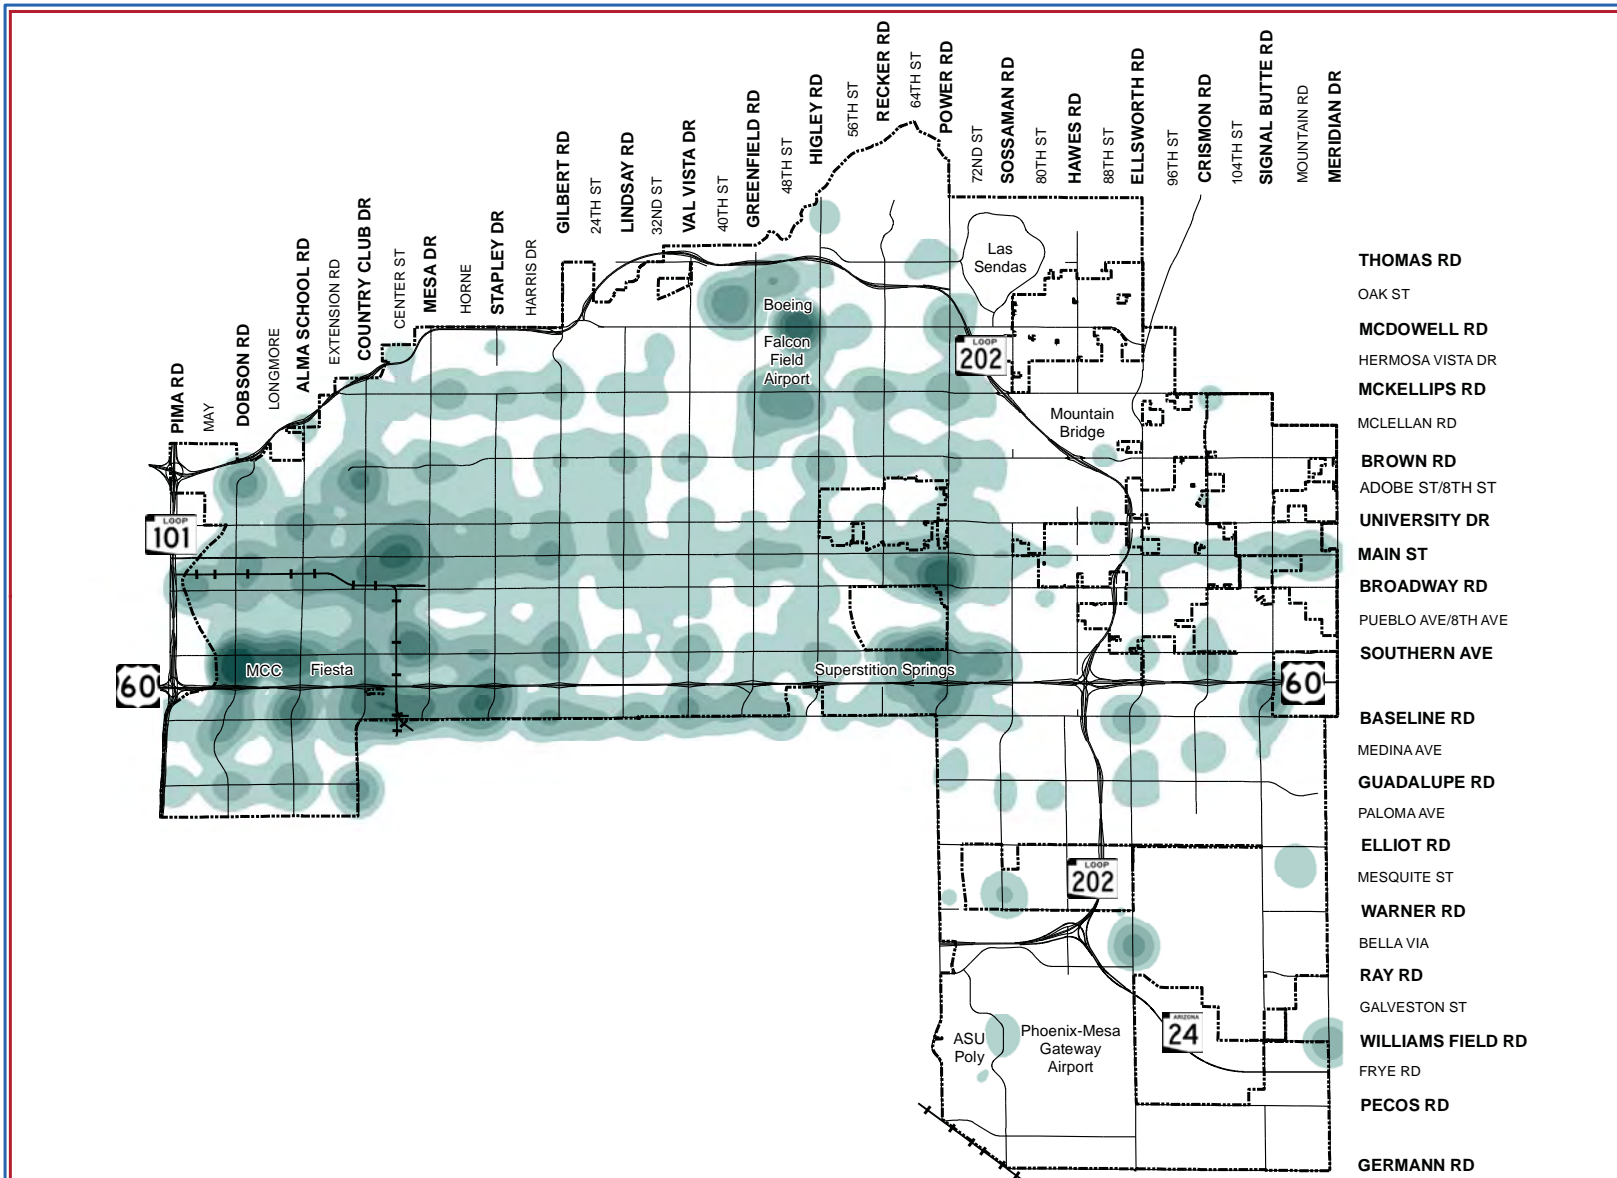 PIMA RD
MAY
DOBSON RD
LONGMORE
ALMA SCHOOL RD
EXTENSION RD
COUNTRY CLUB DR
CENTER ST
MESA DR
HORNE
STAPLEY DR
HARRIS DR
GILBERT RD
24TH ST
LINDSAY RD
32ND ST
VAL VISTA DR
40TH ST
GREENFIELD RD
48TH ST
HIGLEY RD
56TH ST
RECKER RD
64TH ST
POWER RD
72ND ST
SOSSAMAN RD
80TH ST
HAWES RD
88TH ST
ELLSWORTH RD
96TH ST
CRISMON RD
104TH ST
SIGNAL BUTTE RD
MOUNTAIN RD
MERIDIAN DR
THOMAS RD
OAK ST
MCDOWELL RD
HERMOSA VISTA DR
MCKELLIPS RD
MCLELLAN RD
BROWN RD
ADOBE ST/8TH ST
UNIVERSITY DR
MAIN ST
BROADWAY RD
PUEBLO AVE/8TH AVE
SOUTHERN AVE
BASELINE RD
MEDINA AVE
GUADALUPE RD
PALOMA AVE
ELLIOT RD
MESQUITE ST
WARNER RD
BELLA VIA
RAY RD
GALVESTON ST
WILLIAMS FIELD RD
FRYE RD
PECOS RD
GERMANN RD
Las
Sendas
Boeing
Falcon
Field
Airport
LOOP
202
Mountain
Bridge
LOOP
101
MCC
Fiesta
Superstition Springs
60
60
LOOP
202
ASU
Poly
Phoenix-Mesa
Gateway
Airport
ARIZONA
24